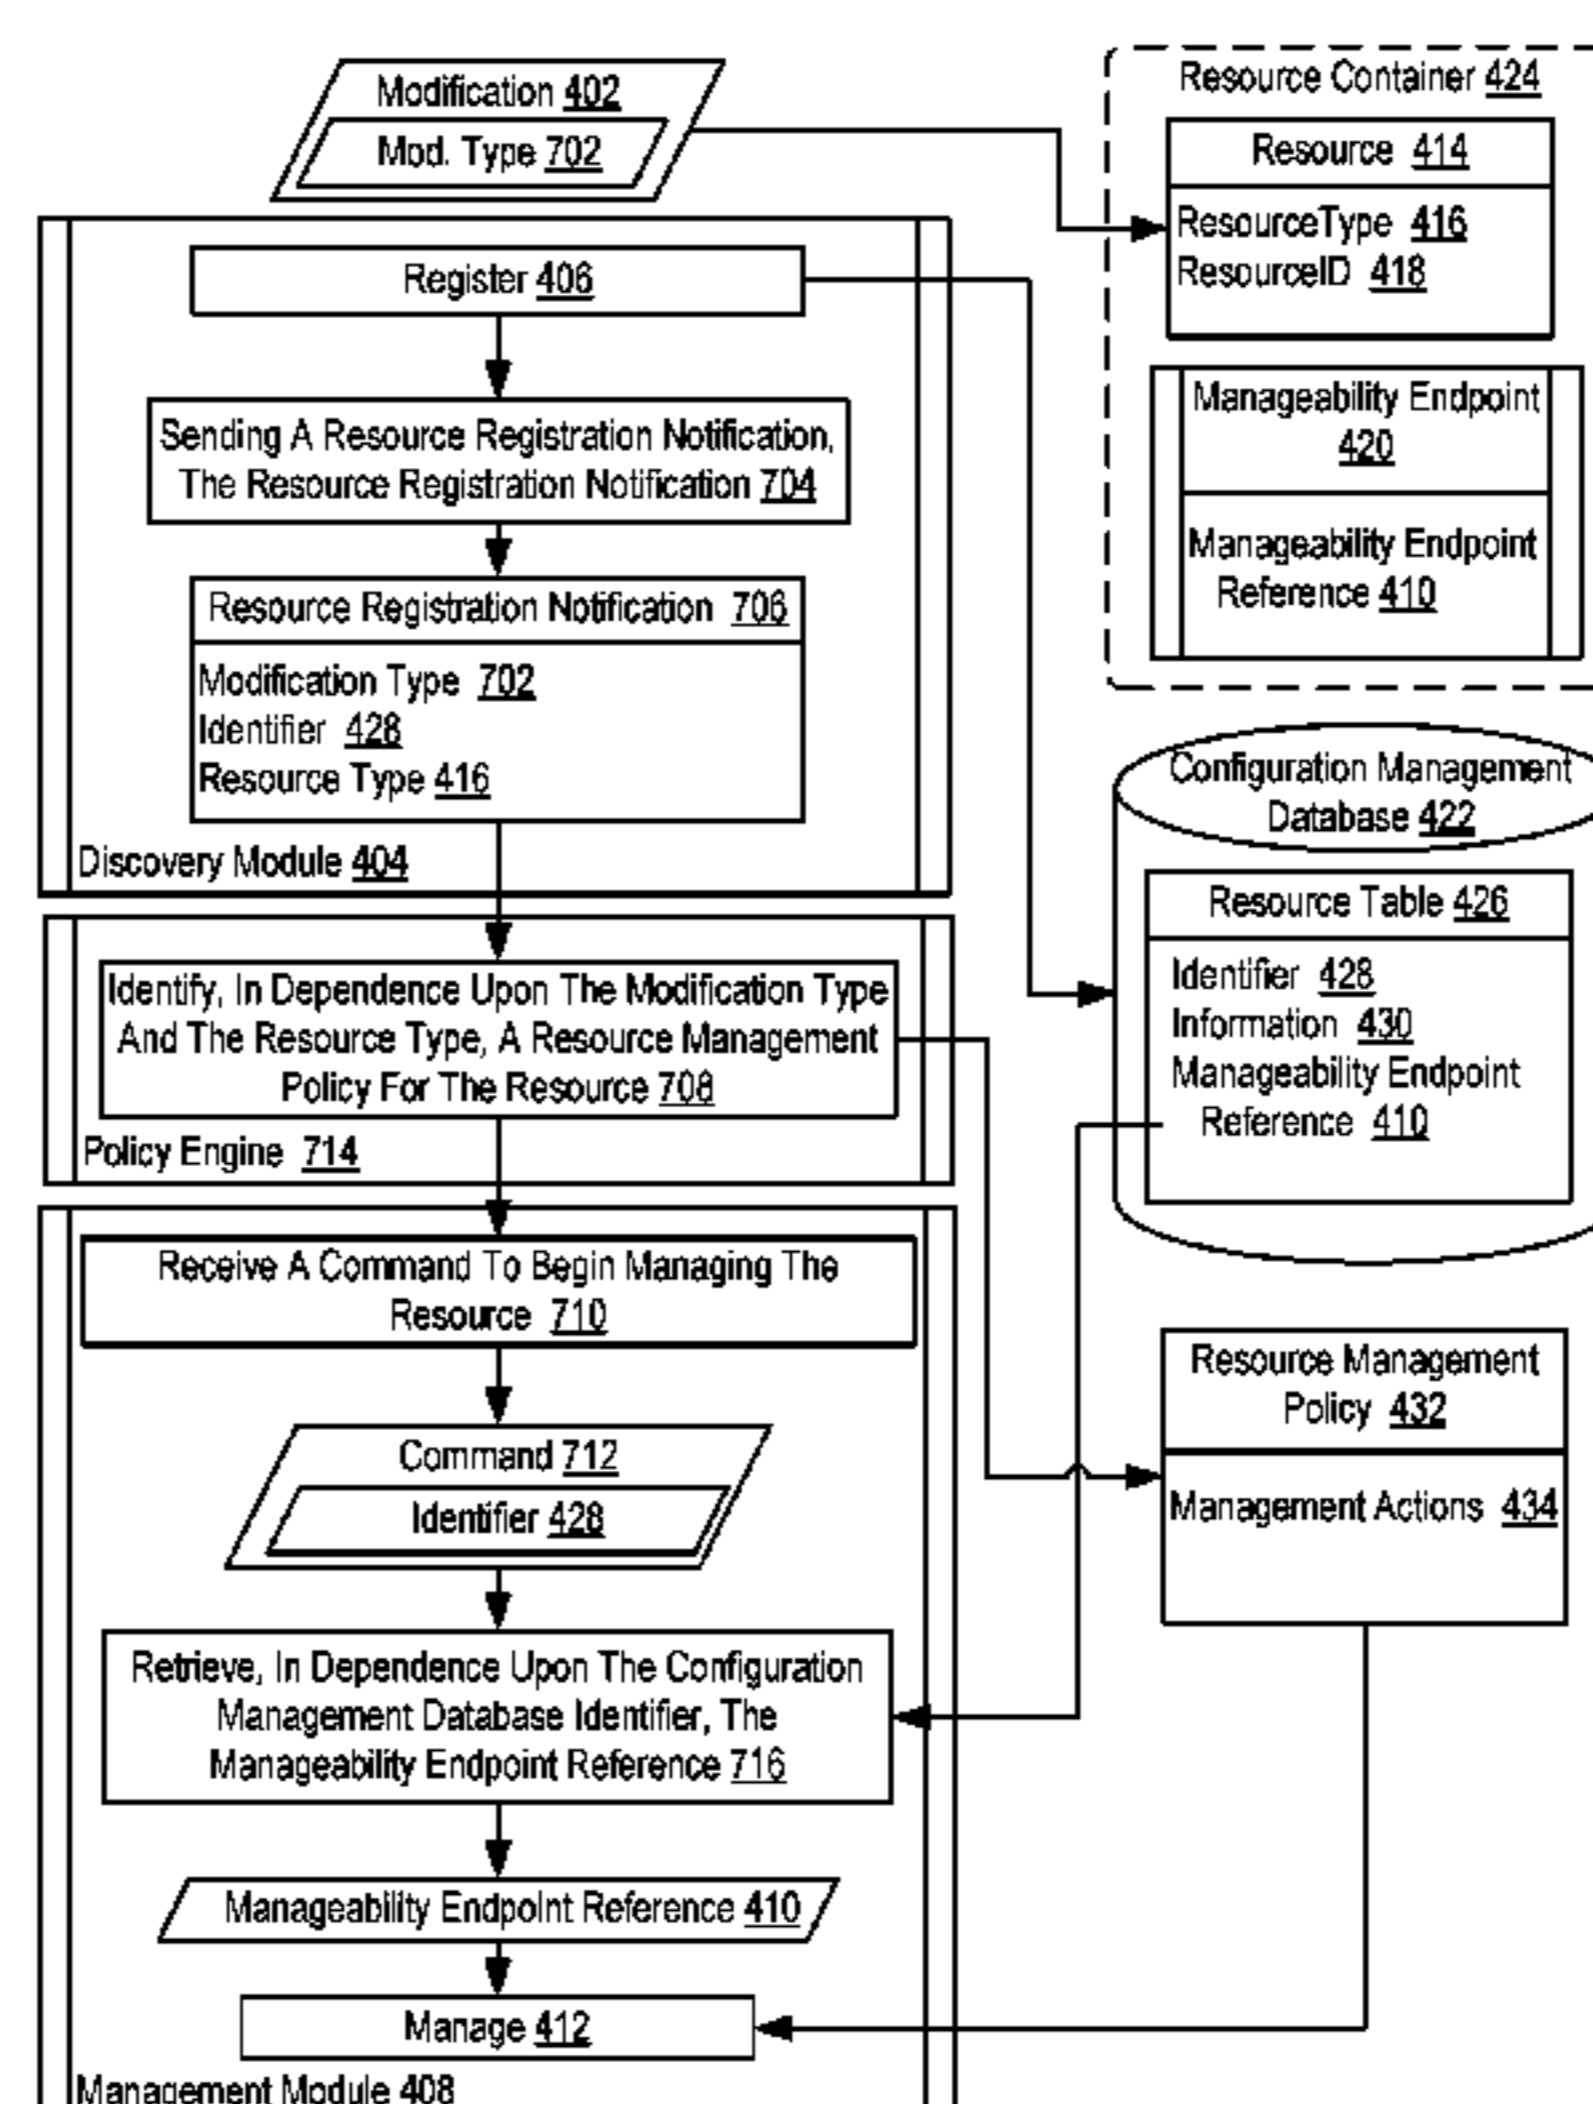 Modification 402
Mod. Type 702
Register 406
Sending A Resource Registration Notification,
The Resource Registration Notification 704
Resource Registration Notification 706
Modification Type 702
Identifier 428
Resource Type 416
Discovery Module 404
Identify, In Dependence Upon The Modification Type
And The Resource Type, A Resource Management
Policy For The Resource 708
Policy Engine 714
Receive A Command To Begin Managing The
Resource 710
Command 712
Identifier 428
Retrieve, In Dependence Upon The Configuration
Management Database Identifier, The
Manageability Endpoint Reference 716
Manageability Endpoint Reference 410
Manage 412
Management Module 408
Resource Container 424
Resource 414
ResourceType 416
ResourceID 418
Manageability Endpoint
420
Manageability Endpoint
Reference 410
Configuration Management
Database 422
Resource Table 426
Identifier 428
Information 430
Manageability Endpoint
Reference 410
Resource Management
Policy 432
Management Actions 434